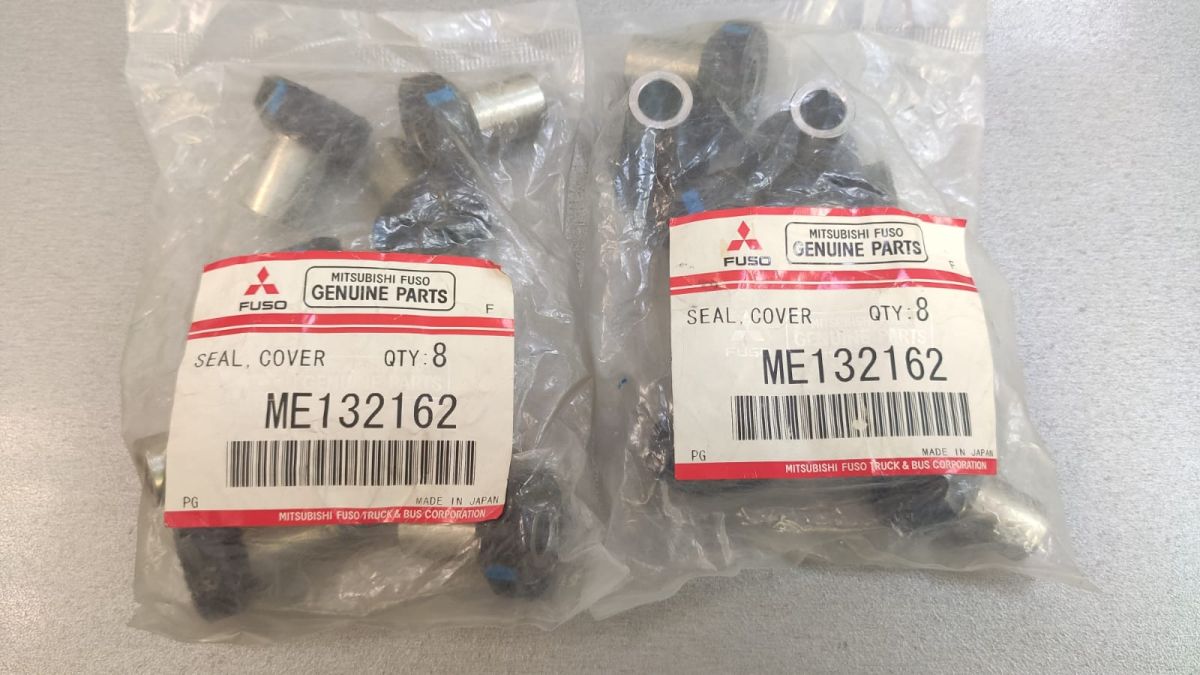 FUSO
MITSUBISHI FUSO
GENUINE PARTS
F
SEAL, COVER QTY:8
ME132162
PG
MADE IN JAPAN
MITSUBISHI FUSO TRUCK & BUS CORPORATION
FUSO
MITSUBISHI FUSO
GENUINE PARTS
F
SEAL, COVER QTY:8
ME132162
PG
MADE IN JAPAN
MITSUBISHI FUSO TRUCK & BUS CORPORATION